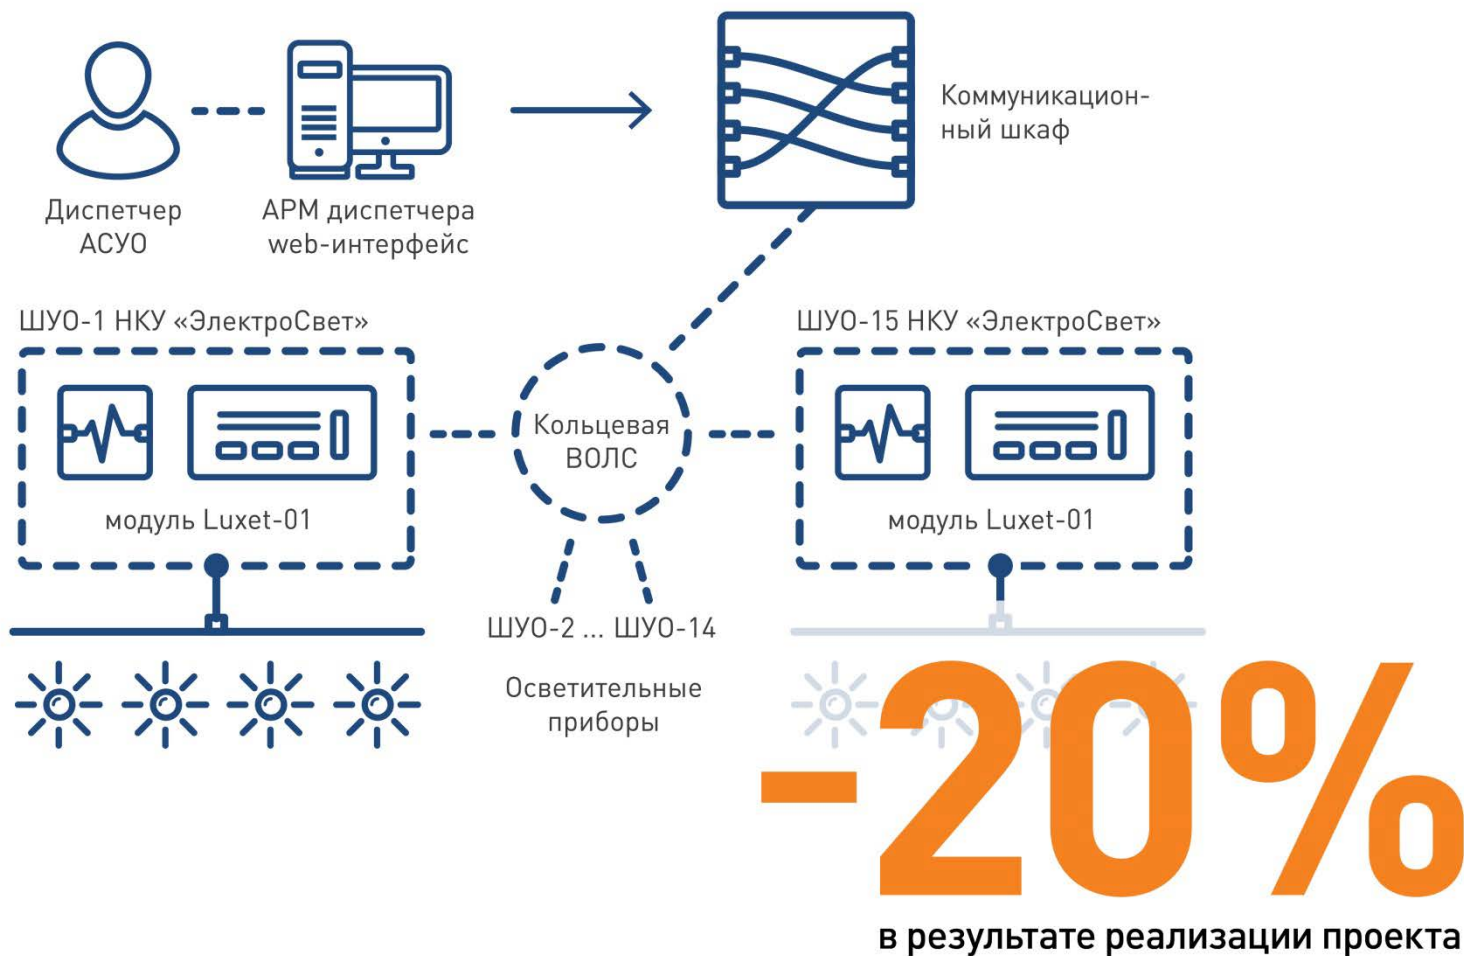 Диспетчер
АСУО
АРМ диспетчера
web-интерфейс
Коммуникацион-
ный шкаф
ШУО-1 НКУ «ЭлектроСвет»
модуль Luxet-01
Кольцевая
ВОЛС
ШУО-15 НКУ «ЭлектроСвет»
модуль Luxet-01
ШУО-2 ... ШУО-14
Осветительные
приборы
-20%
в результате реализации проекта